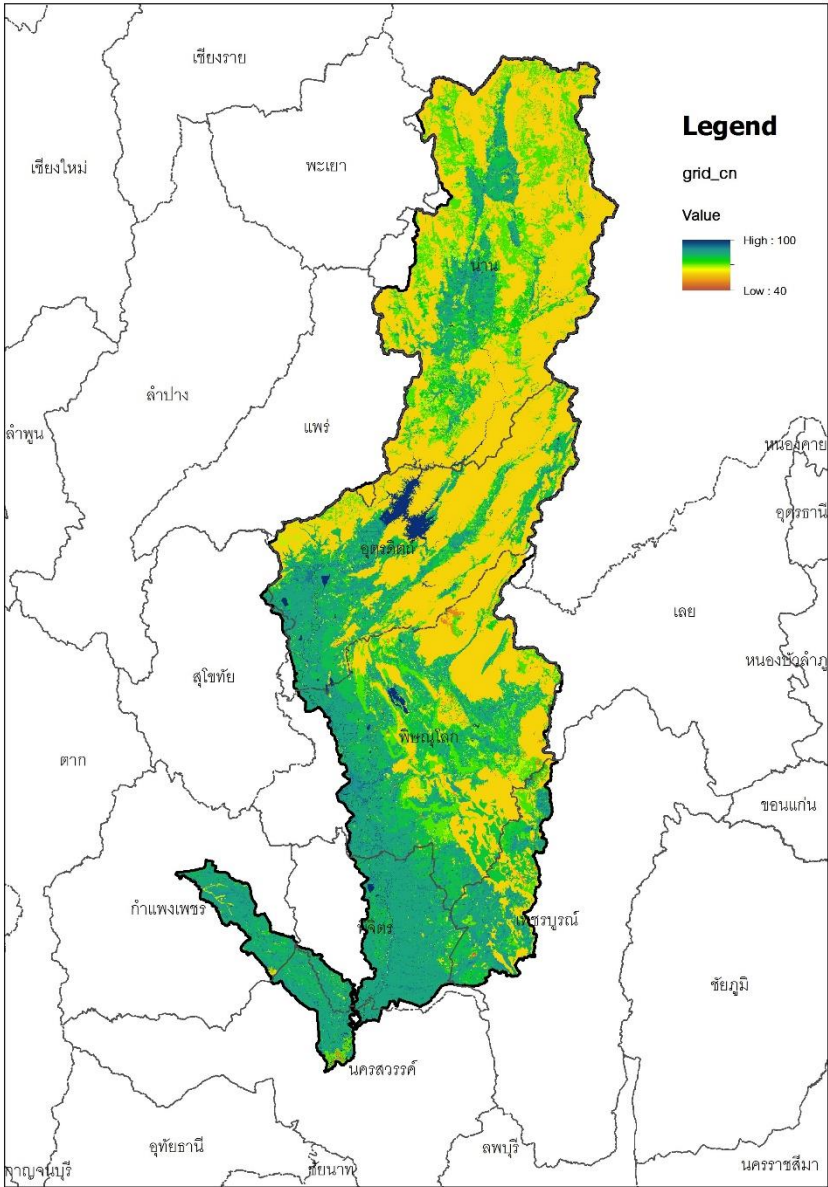 เชียงราย
Legend
เชียงใหม่
พะเยา
grid_cn
Value
High : 100
น่าน
Low : 40
ลำปาง
แพร่
ลำพูน
หนองคาย
อุดรธานี
อุตรดิตถ์
เลย
หนองบัวลำภู
สุโขทัย
พิษณุโลก
ตาก
ขอนแก่น
กำแพงเพชร
พิจิตร
เพชรบูรณ์
ชัยภูมิ
นครสวรรค์
อุทัยธานี
ลพบุรี
ชัยนาท
กาญจนบุรี
นครราชสีมา